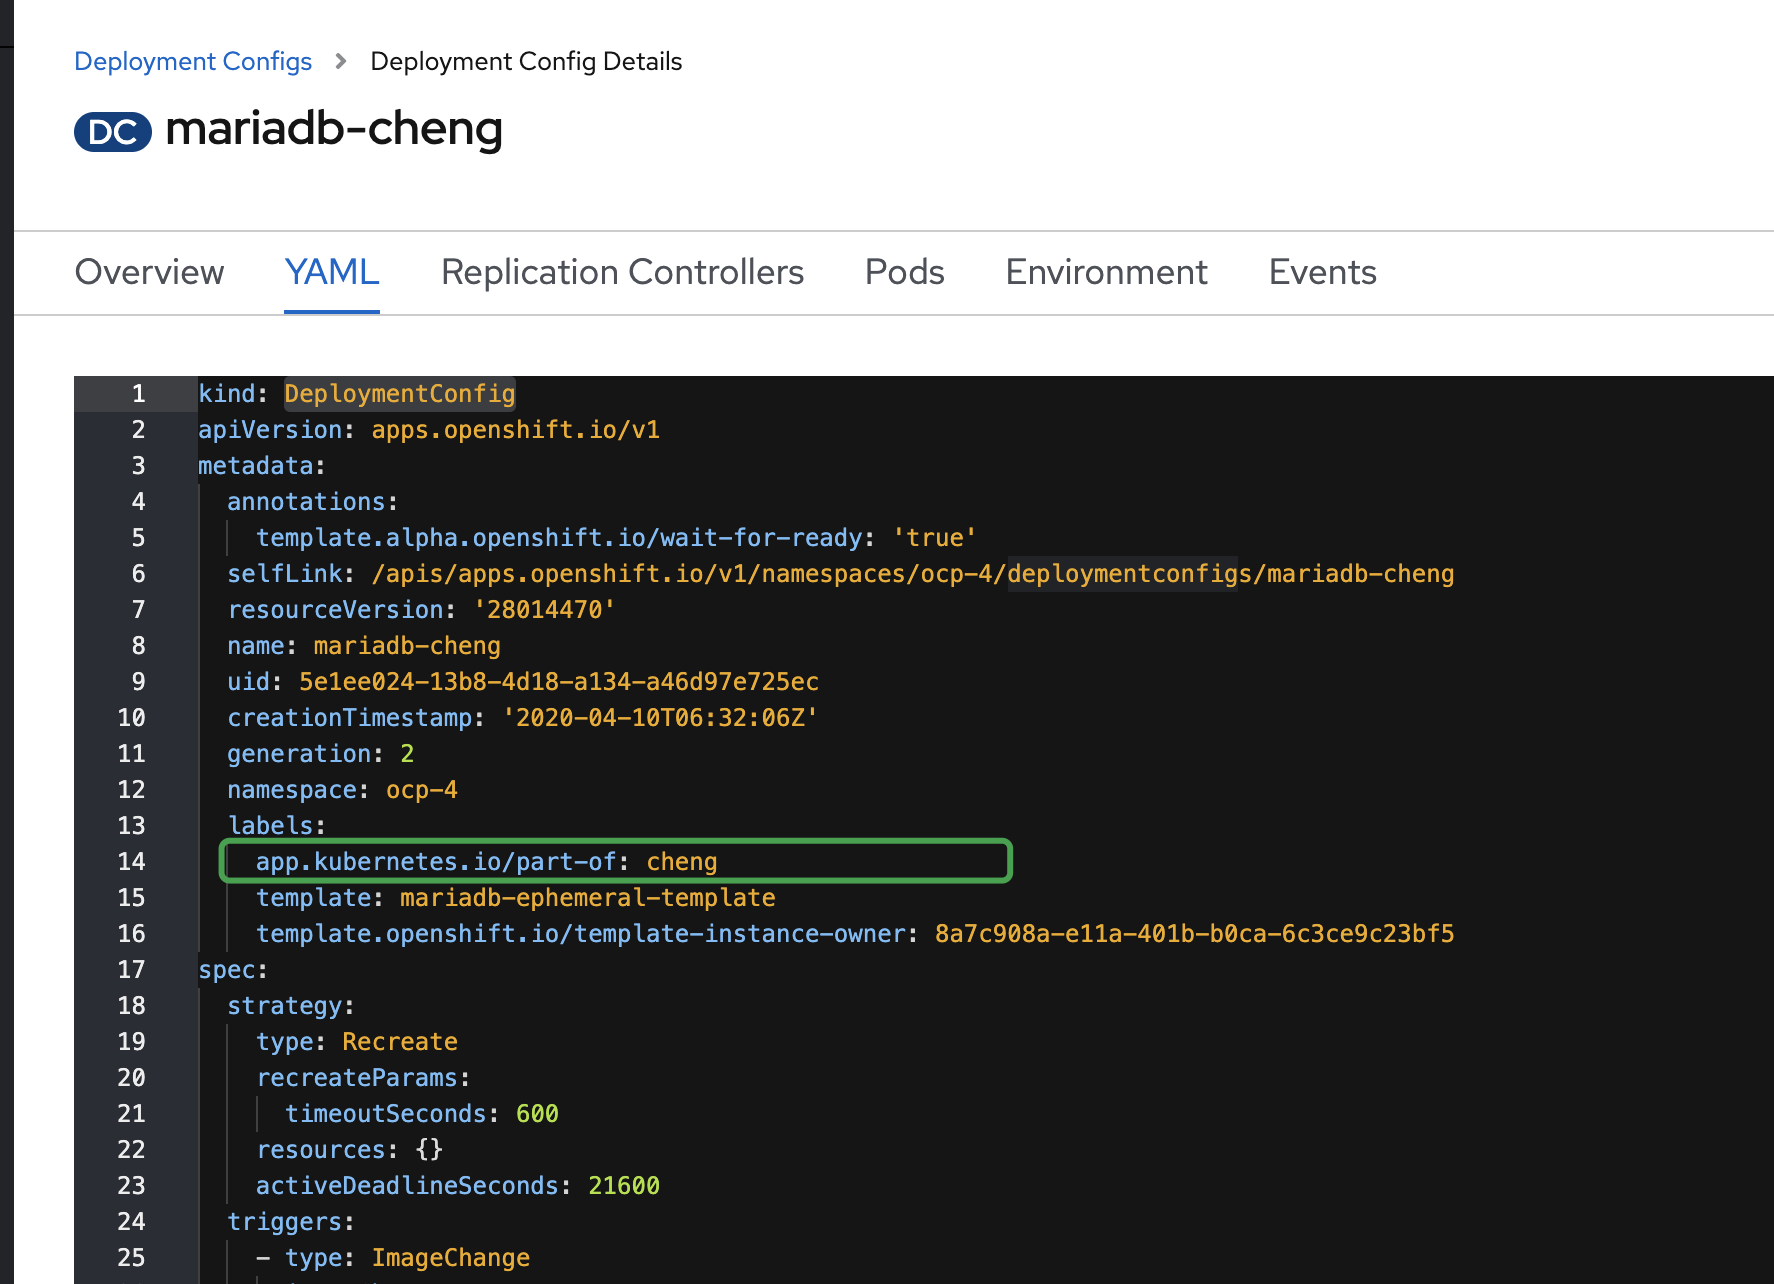 Deployment Configs > Deployment Config Details
DC mariadb-cheng
Overview YAML Replication Controllers Pods Environment Events
1 kind: DeploymentConfig
2 apiVersion: apps.openshift.io/v1
3 metadata:
4   annotations:
5     template.alpha.openshift.io/wait-for-ready: 'true'
6   selfLink: /apis/apps.openshift.io/v1/namespaces/ocp-4/deploymentconfigs/mariadb-cheng
7   resourceVersion: '28014470'
8   name: mariadb-cheng
9   uid: 5e1ee024-13b8-4d18-a134-a46d97e725ec
10   creationTimestamp: '2020-04-10T06:32:06Z'
11   generation: 2
12   namespace: ocp-4
13   labels:
14     app.kubernetes.io/part-of: cheng
15     template: mariadb-ephemeral-template
16     template.openshift.io/template-instance-owner: 8a7c908a-e11a-401b-b0ca-6c3ce9c23bf5
17 spec:
18   strategy:
19     type: Recreate
20     recreateParams:
21       timeoutSeconds: 600
22     resources: {}
23     activeDeadlineSeconds: 21600
24   triggers:
25     - type: ImageChange